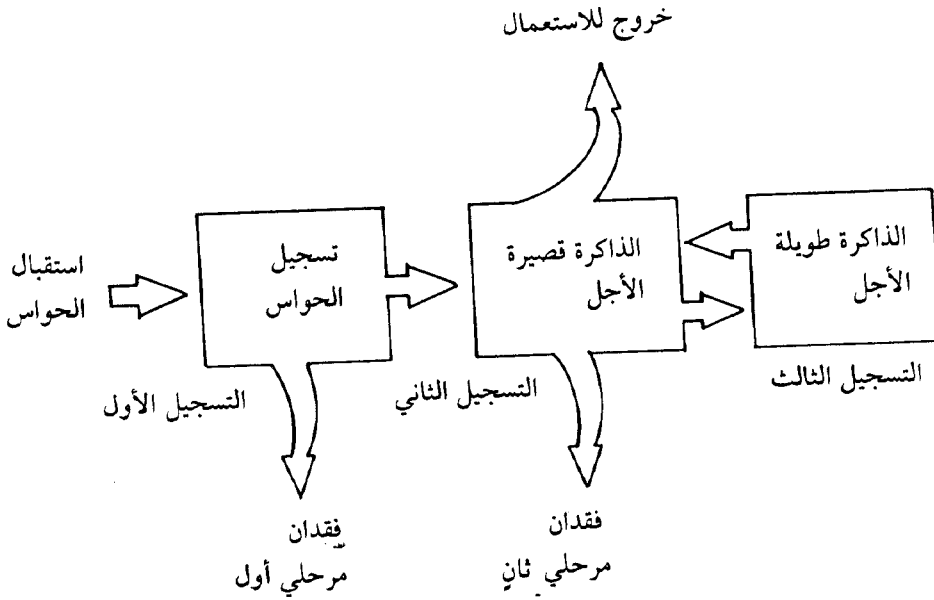 خروج للاستعمال
استقبال
الحواس
تسجيل
الحواس
الذاكرة قصيرة
الأجل
الذاكرة طويلة
الأجل
التسجيل الأول
التسجيل الثاني
التسجيل الثالث
فقدان
مرحلي أول
فقدان
مرحلي ثانٍ